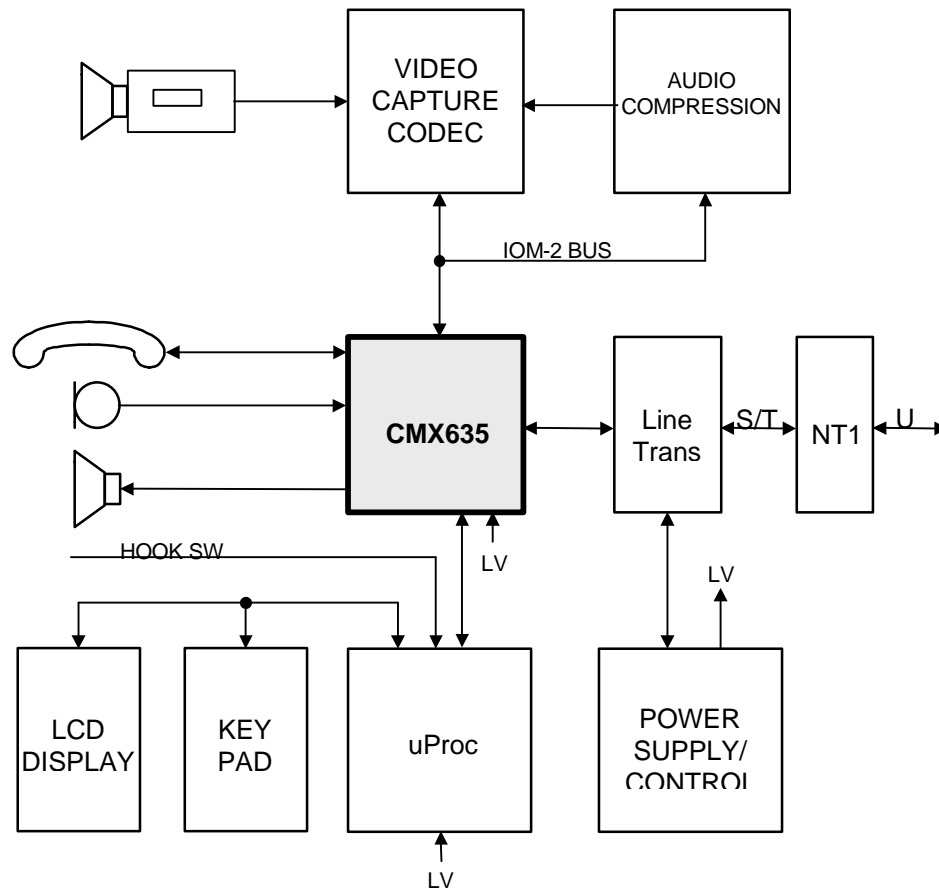 VIDEO
CAPTURE
CODEC
AUDIO
COMPRESSION
IOM-2 BUS
CMX635
Line
Trans
S/T
NT1
U
HOOK SW
LV
LV
LCD
DISPLAY
KEY
PAD
uProc
POWER
SUPPLY/
CONTROL
LV